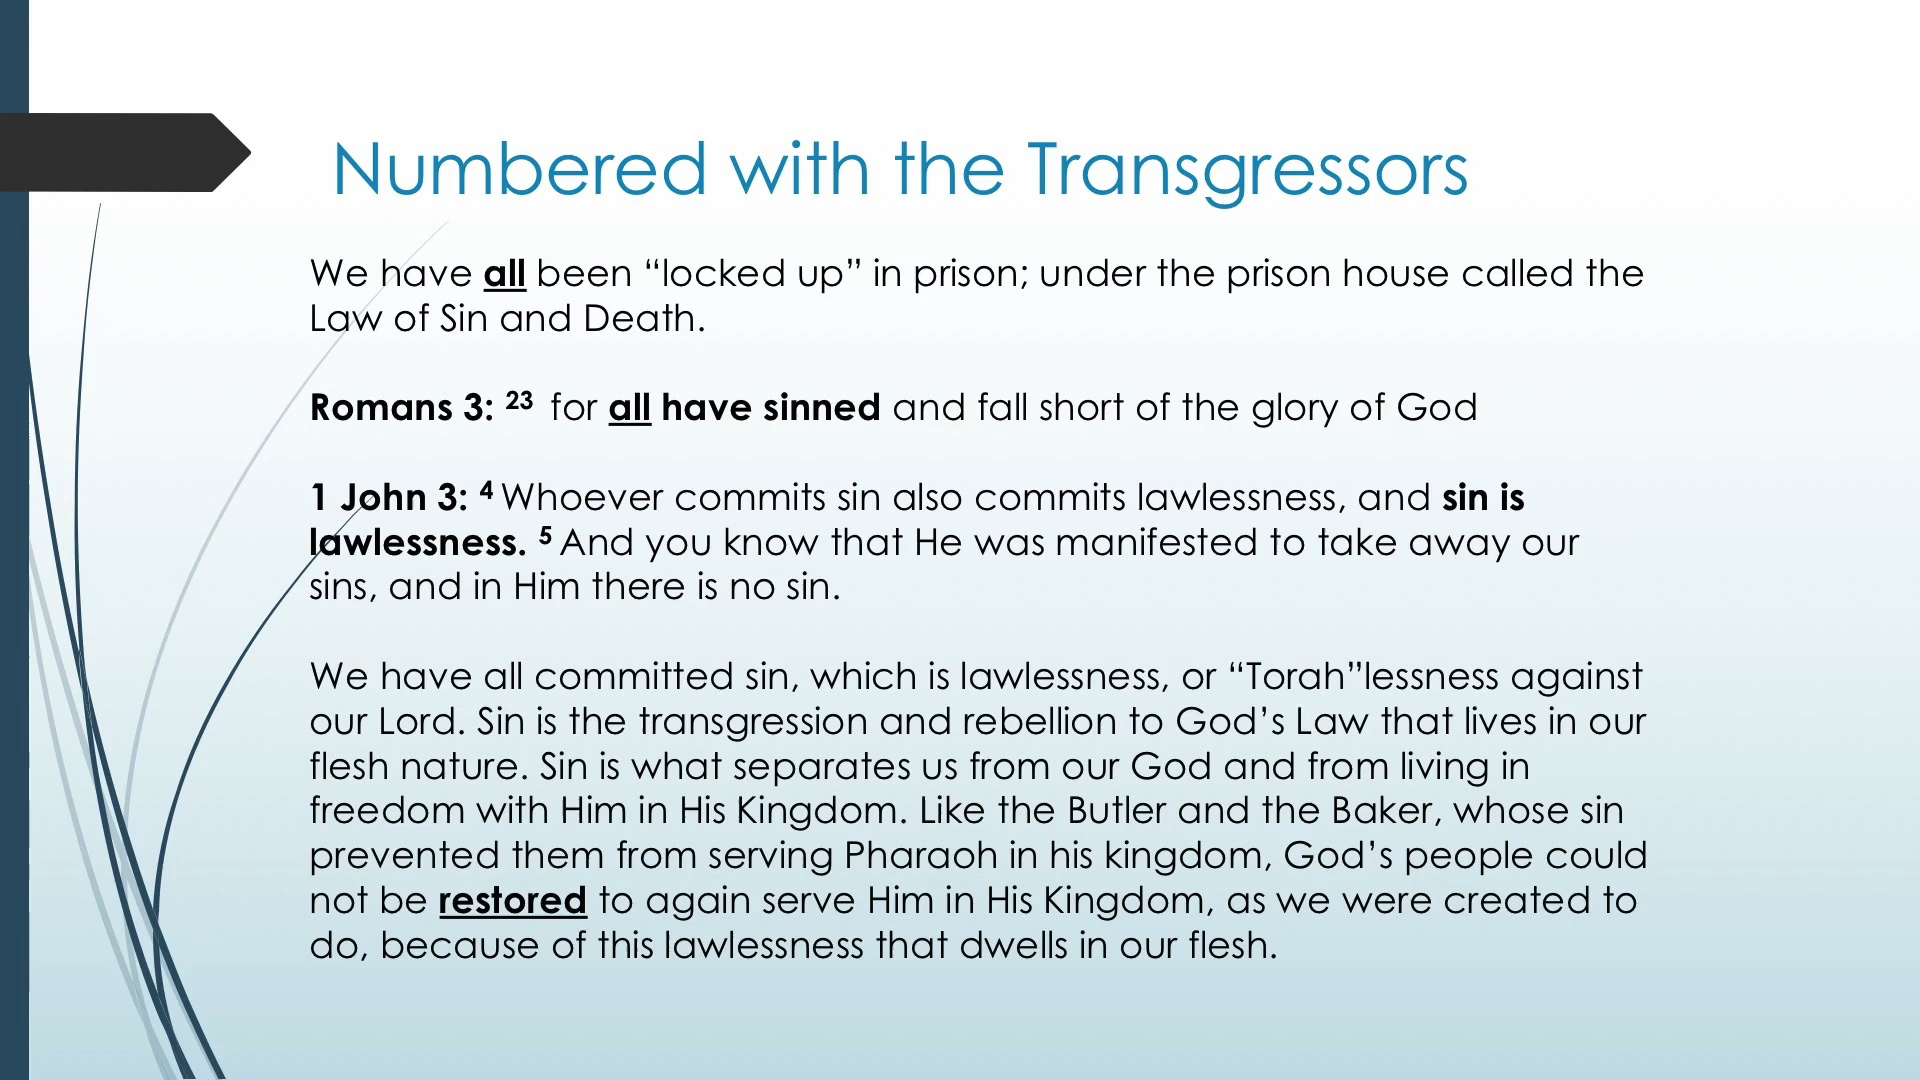 Numbered with the Transgressors
We have all been “locked up” in prison; under the prison house called the
Law of Sin and Death.
Romans 3: 23 for all have sinned and fall short of the glory of God
1 John 3: 4 Whoever commits sin also commits lawlessness, and sin is
lawlessness. 5 And you know that He was manifested to take away our
sins, and in Him there is no sin.
We have all committed sin, which is lawlessness, or “Torah”lessness against
our Lord. Sin is the transgression and rebellion to God’s Law that lives in our
flesh nature. Sin is what separates us from our God and from living in
freedom with Him in His Kingdom. Like the Butler and the Baker, whose sin
prevented them from serving Pharaoh in his kingdom, God’s people could
not be restored to again serve Him in His Kingdom, as we were created to
do, because of this lawlessness that dwells in our flesh.